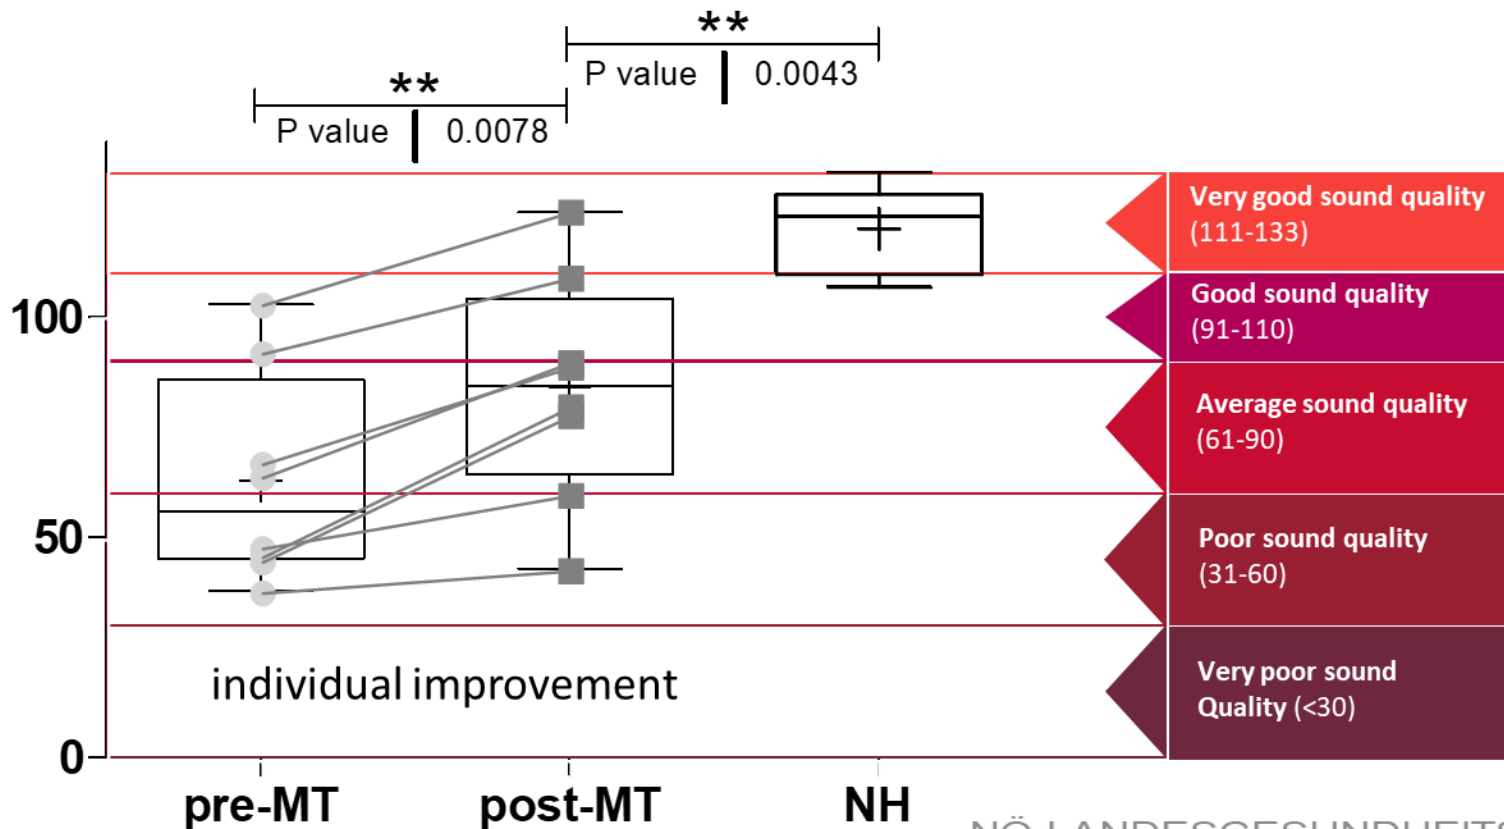 **
P value 0.0043
**
P value 0.0078
100
50
0
Very good sound quality
(111-133)
Good sound quality
(91-110)
Average sound quality
(61-90)
Poor sound quality
(31-60)
Very poor sound
Quality (<30)
individual improvement
pre-MT post-MT NH